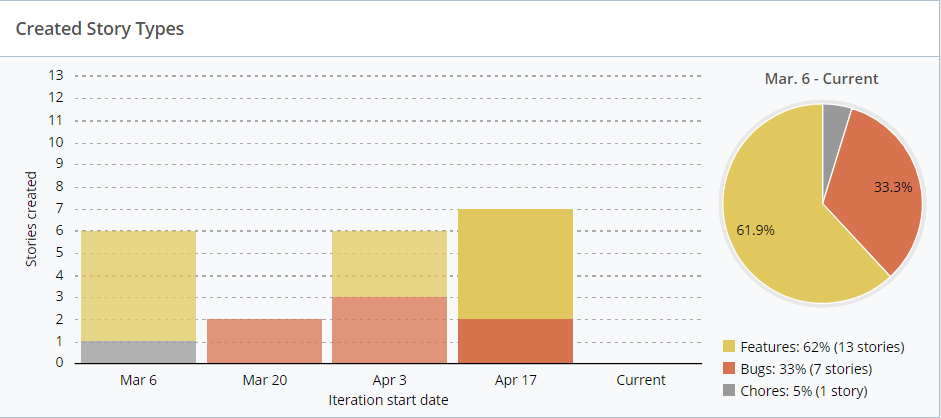 Created Story Types
13
12
11
10
9
8
7
6
5
4
3
2
1
0
Stories created
Mar 6
Mar 20
Apr 3
Apr 17
Current
Iteration start date
Mar. 6 - Current
33.3%
61.9%
Features: 62% (13 stories)
Bugs: 33% (7 stories)
Chores: 5% (1 story)